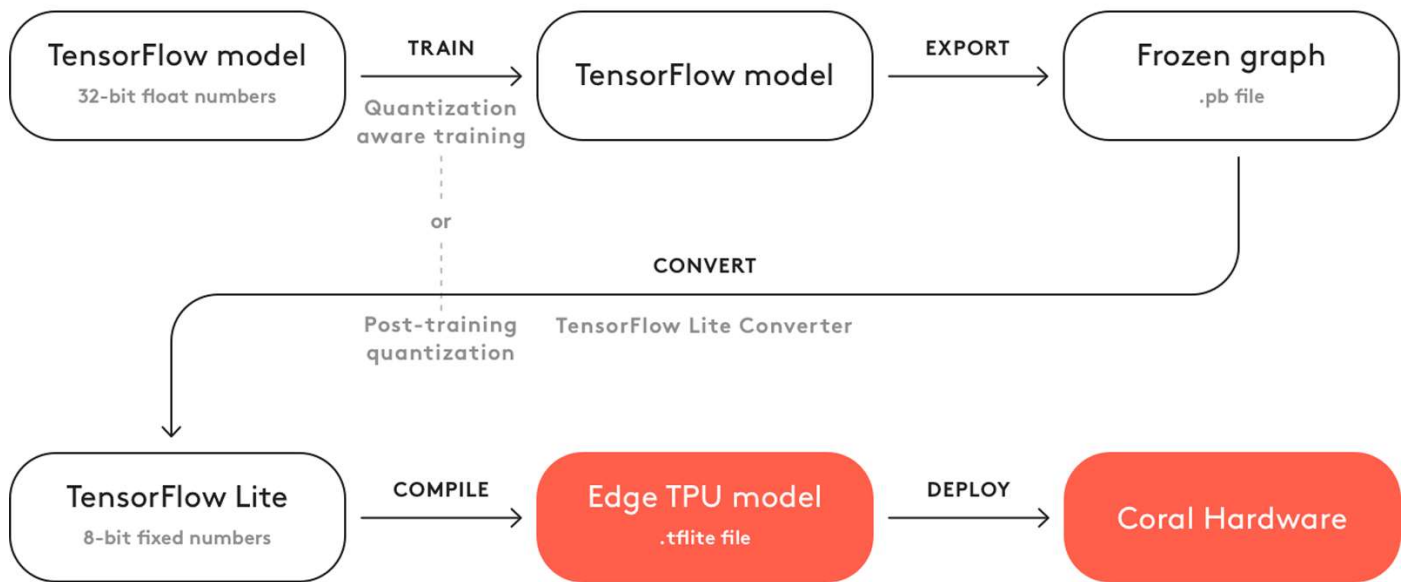 TensorFlow model
32-bit float numbers
TRAIN
Quantization
aware training
or
Post-training
quantization
TensorFlow model
EXPORT
Frozen graph
.pb file
CONVERT
TensorFlow Lite Converter
TensorFlow Lite
8-bit fixed numbers
COMPILE
Edge TPU model
.tflite file
DEPLOY
Coral Hardware